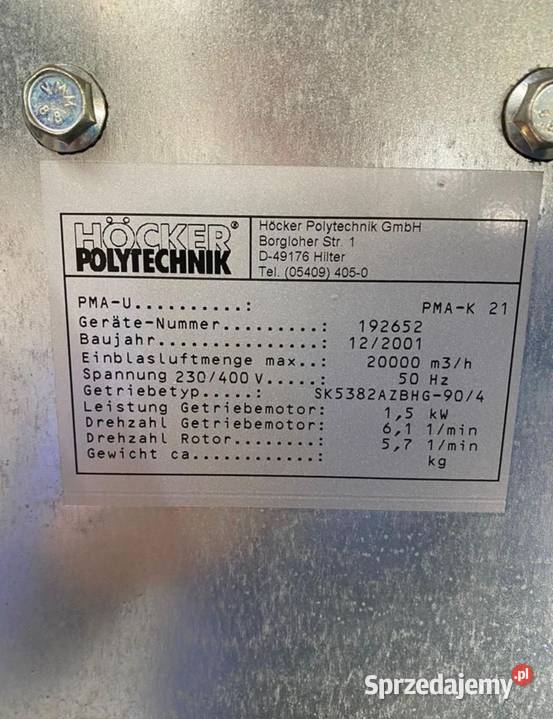 HÖCKER®
POLYTECHNIK
Höcker Polytechnik GmbH
Borgloher Str. 1
D-49176 Hilter
Tel. (05409) 405-0
PMA-U..........: PMA-K 21
Geräte-Nummer.........: 192652
Baujahr...............: 12/2001
Einblasluftmenge max..: 20000 m3/h
Spannung 230/400 V.....: 50 Hz
Getriebetyp....: SK5382AZBHG-90/4
Leistung Getriebemotor: 1,5 kW
Drehzahl Getriebemotor: 6,1 1/min
Drehzahl Rotor........: 5,7 1/min
Gewicht ca............: kg
8.8
Sprzedajemy.pl